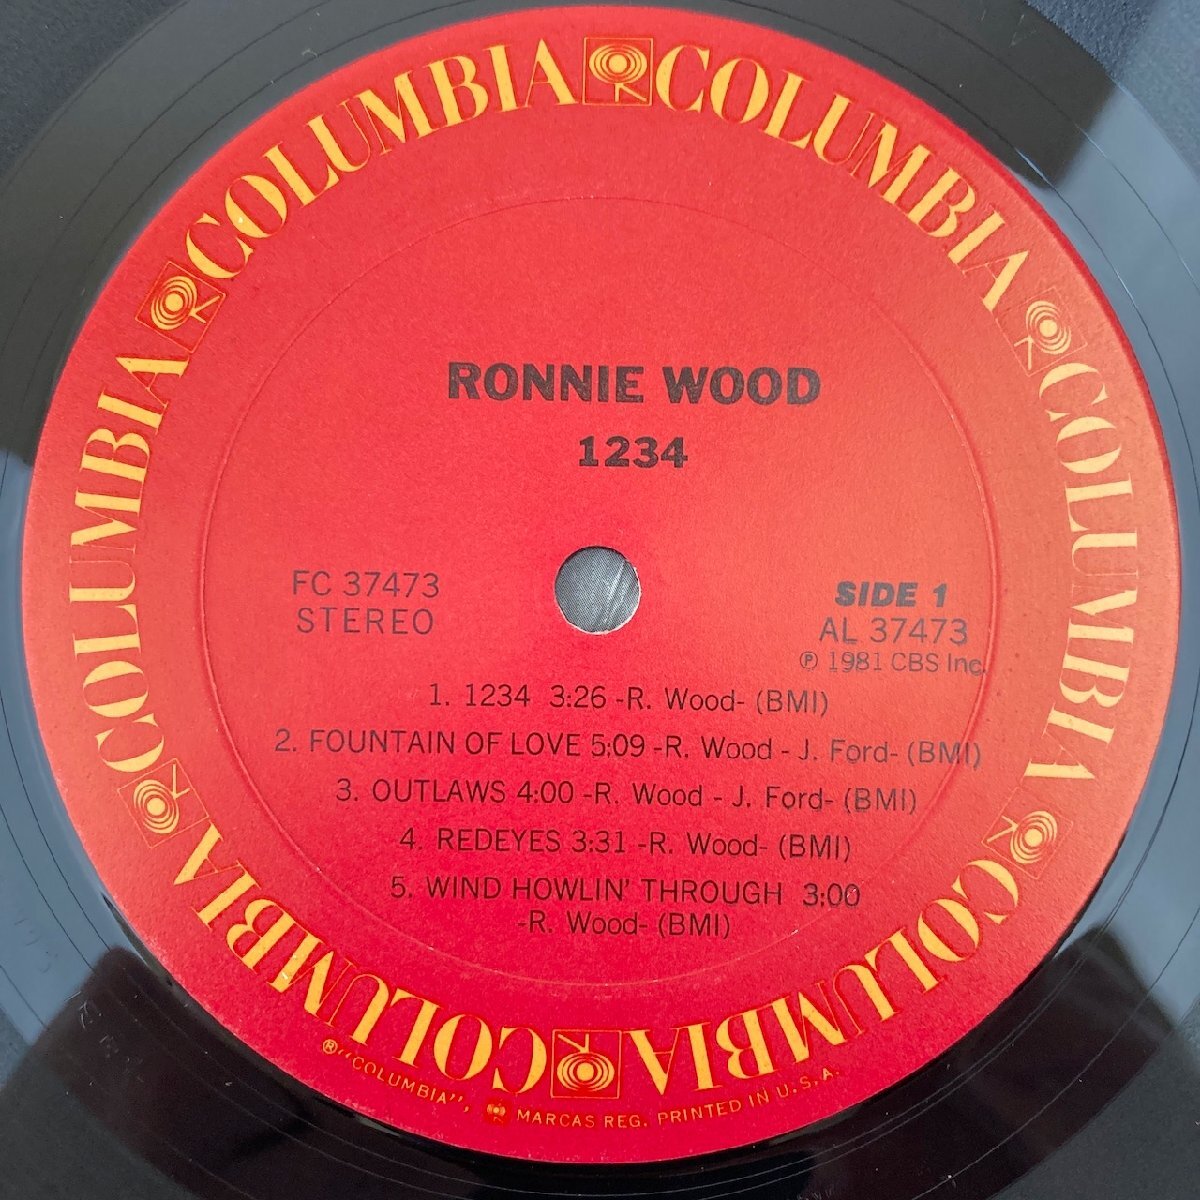 COLUMBIA COLUMBIA COLUMBIA COLUMBIA COLUMBIA COLUMBIA
RONNIE WOOD
1234
FC 37473
STEREO
SIDE 1
AL 37473
℗ 1981 CBS Inc.
1. 1234 3:26 -R. Wood- (BMI)
2. FOUNTAIN OF LOVE 5:09 -R. Wood - J. Ford- (BMI)
3. OUTLAWS 4:00 -R. Wood - J. Ford- (BMI)
4. REDEYES 3:31 -R. Wood- (BMI)
5. WIND HOWLIN' THROUGH 3:00
-R. Wood- (BMI)
® "COLUMBIA", MARCAS REG. PRINTED IN U.S.A.